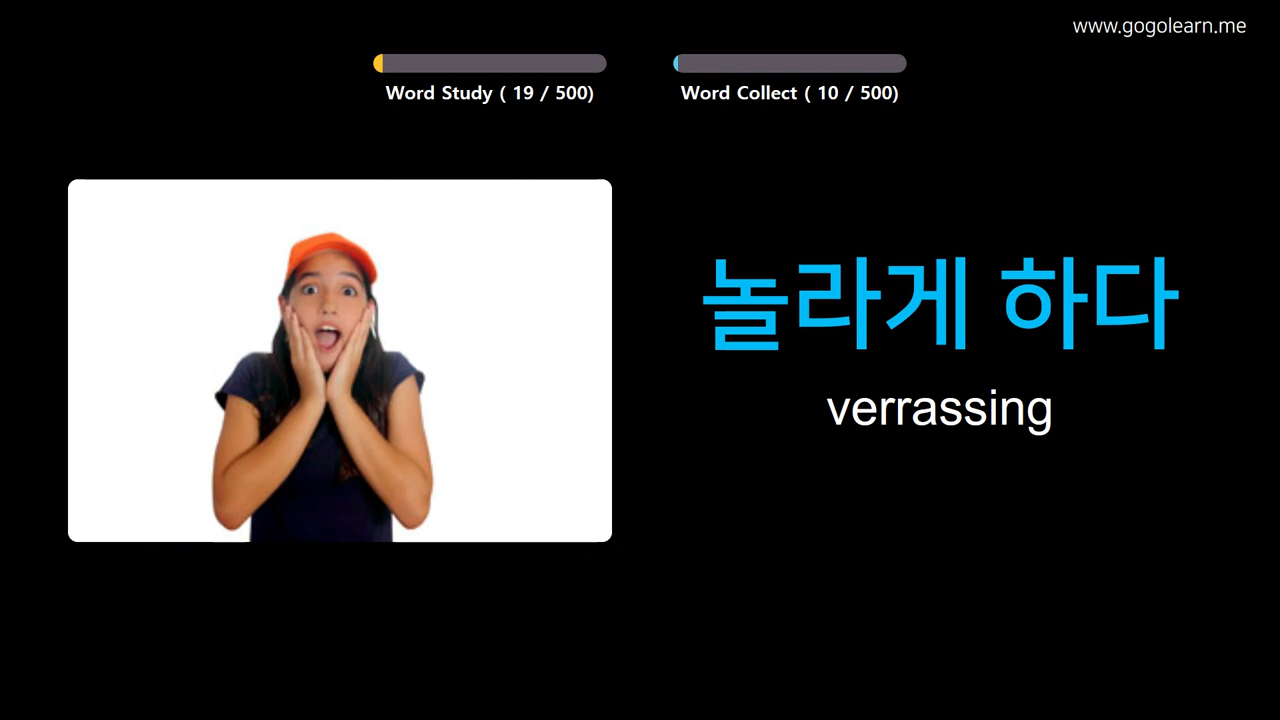 www.gogolearn.me
Word Study ( 19 / 500)
Word Collect ( 10 / 500)
놀라게 하다
verrassing